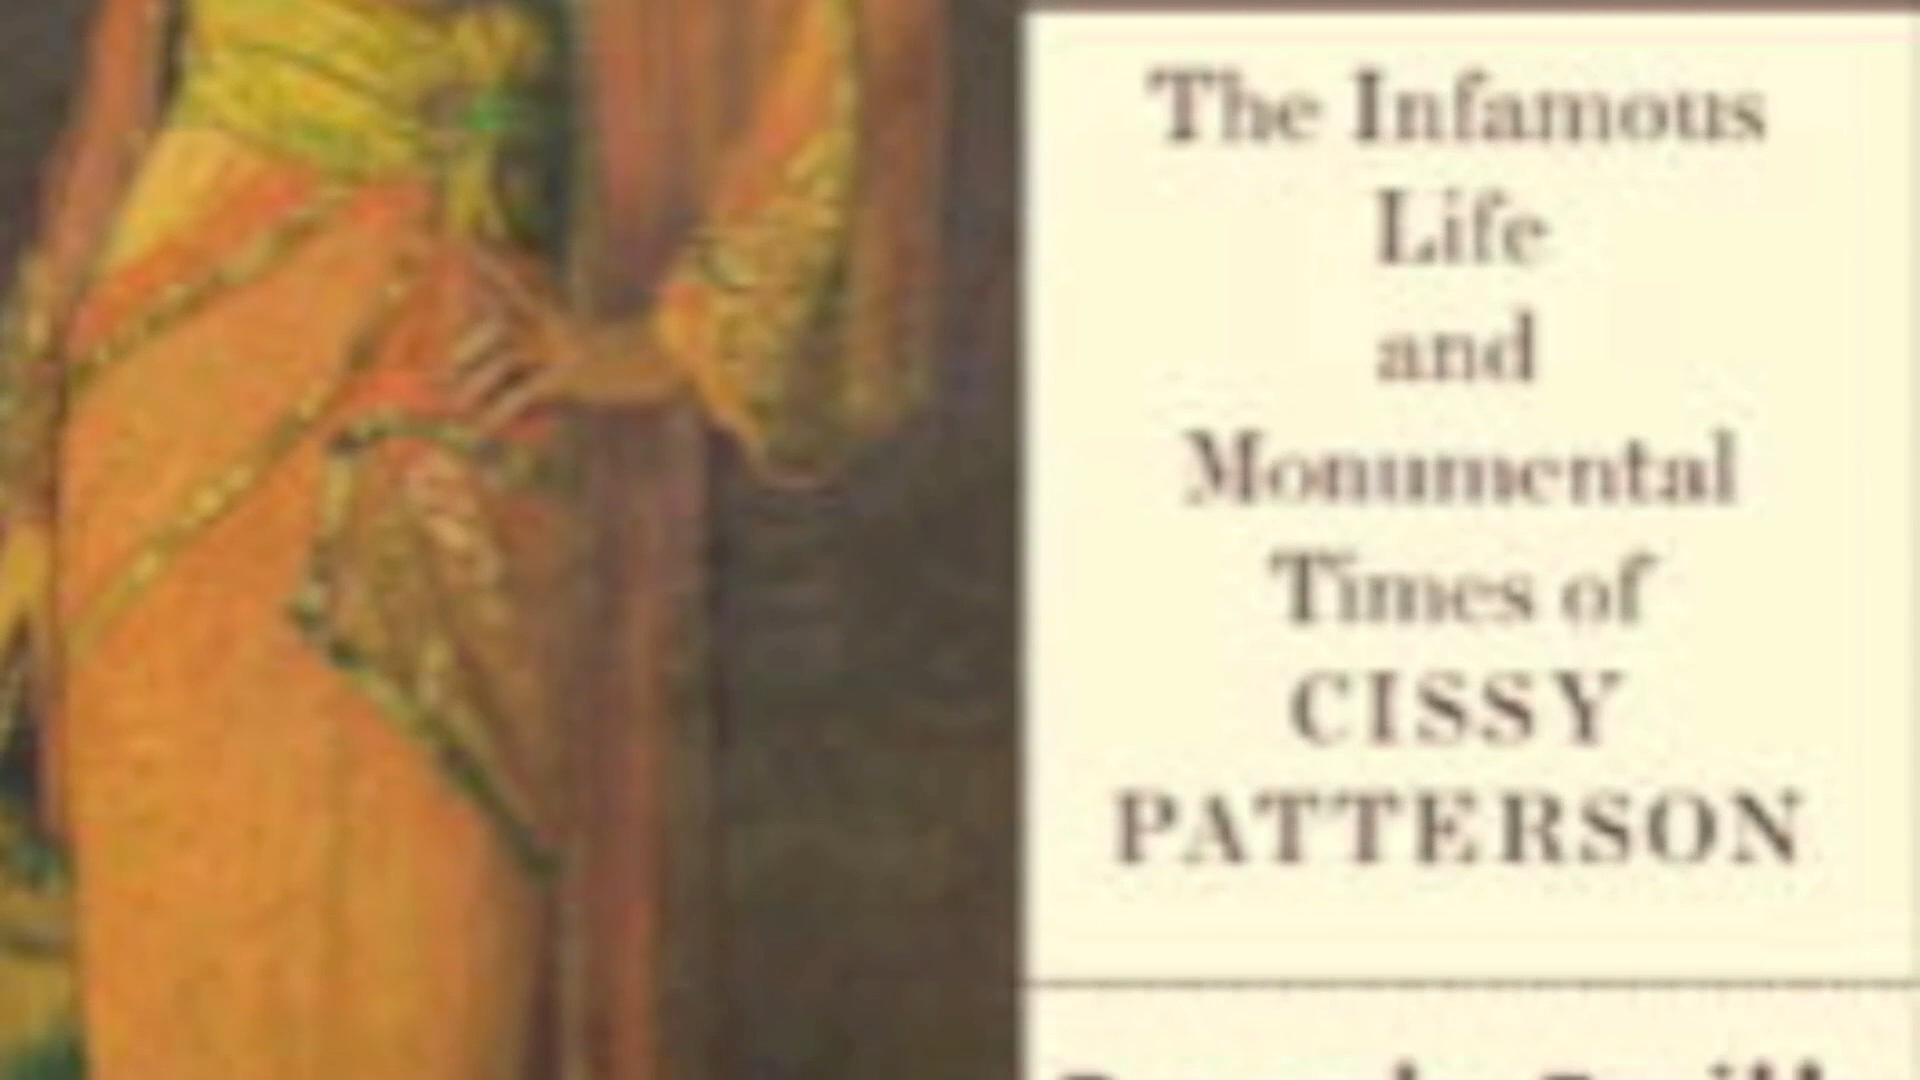 The Infamous
Life
and
Monumental
Times of
CISSY
PATTERSON